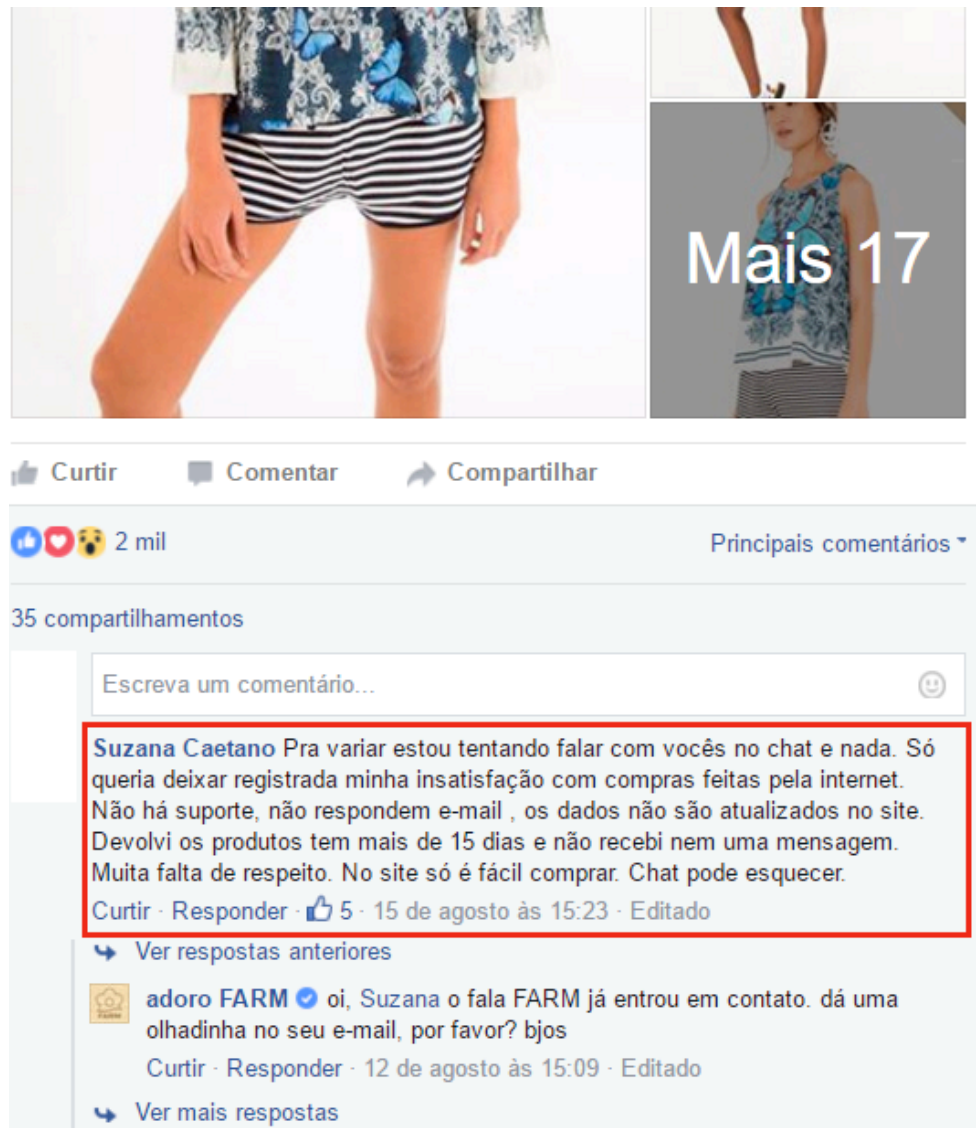 Mais 17
Curtir Comentar Compartilhar
2 mil Principais comentários
35 compartilhamentos
Escreva um comentário...
Suzana Caetano Pra variar estou tentando falar com vocês no chat e nada. Só
queria deixar registrada minha insatisfação com compras feitas pela internet.
Não há suporte, não respondem e-mail , os dados não são atualizados no site.
Devolvi os produtos tem mais de 15 dias e não recebi nem uma mensagem.
Muita falta de respeito. No site só é fácil comprar. Chat pode esquecer.
Curtir · Responder · 5 · 15 de agosto às 15:23 · Editado
Ver respostas anteriores
FARM
adoro FARM oi, Suzana o fala FARM já entrou em contato. dá uma
olhadinha no seu e-mail, por favor? bjos
Curtir · Responder · 12 de agosto às 15:09 · Editado
Ver mais respostas